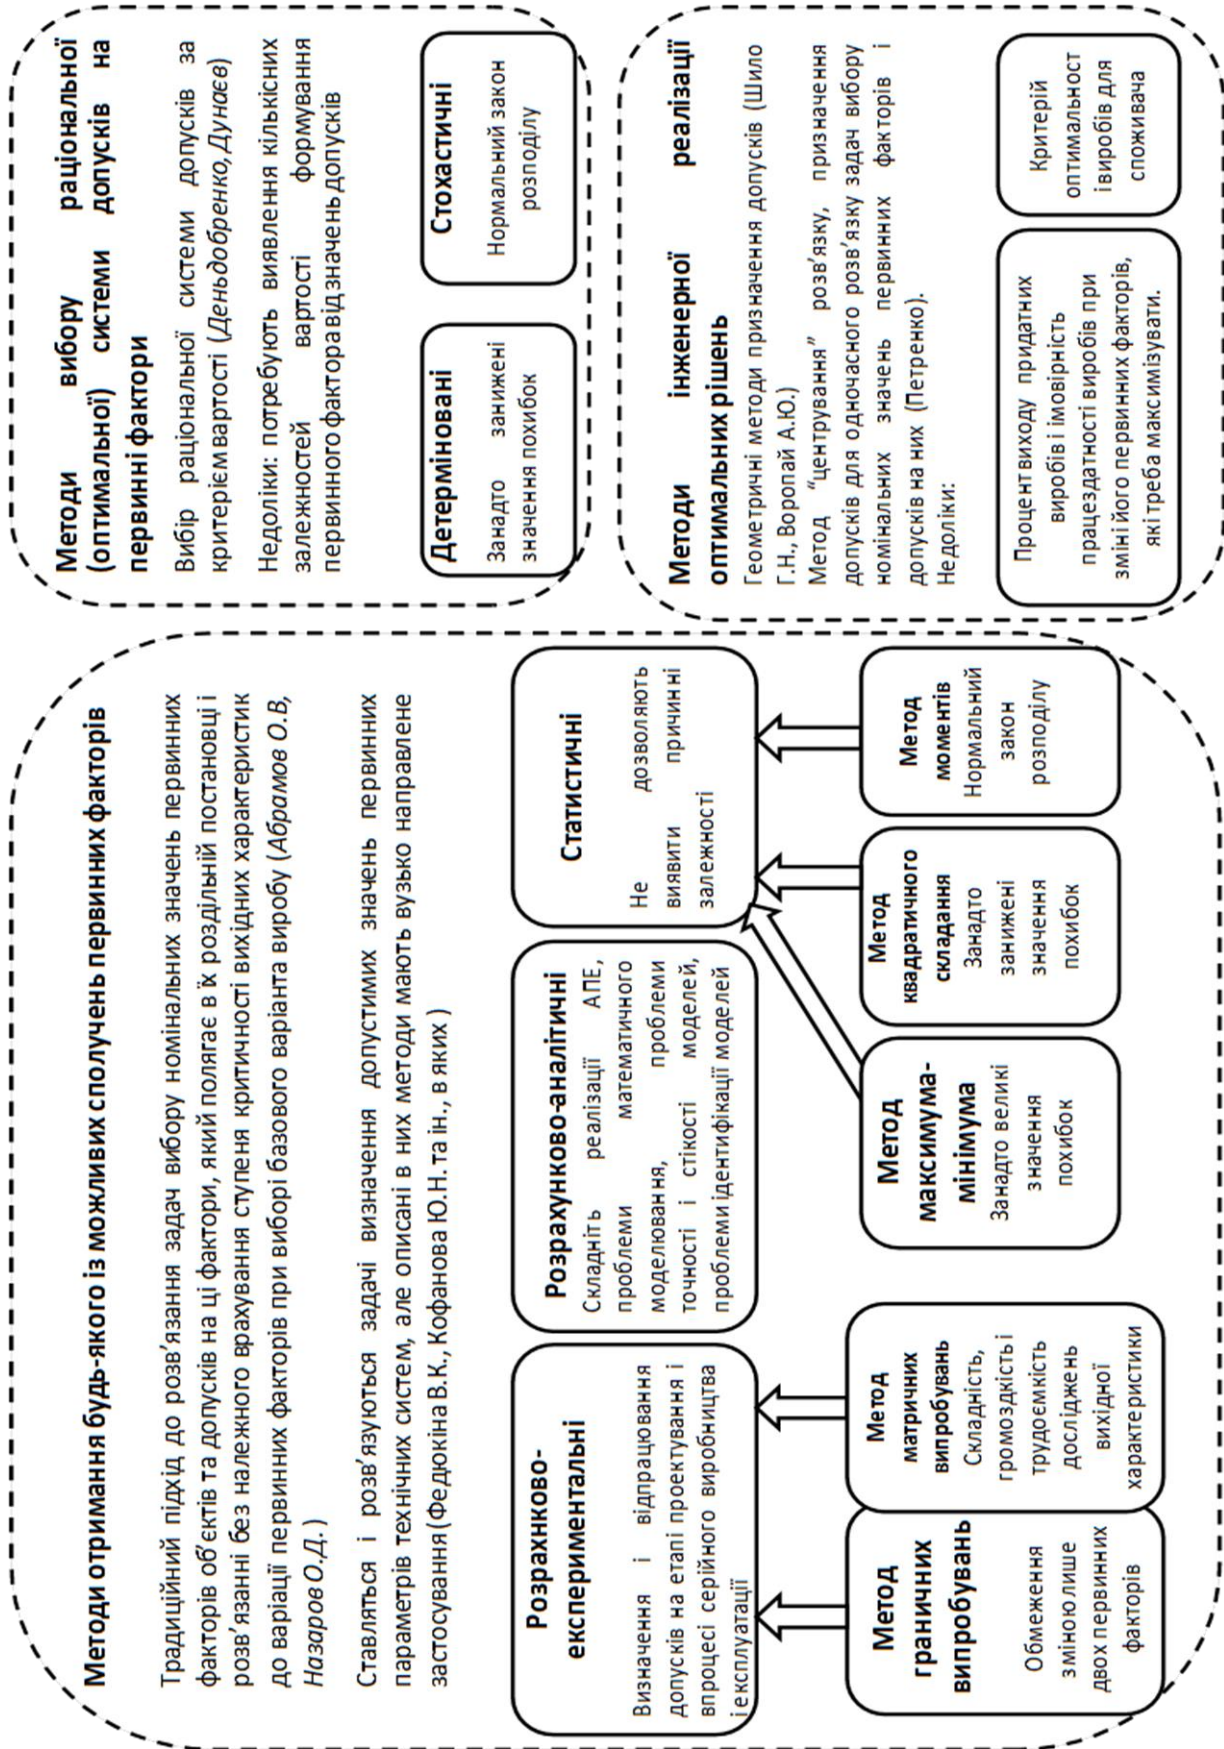 Методи отримання будь-якого із можливих сполучень первинних факторів
Традиційний підхід до розв’язання задач вибору номінальних значень первинних
факторів об’єктів та допусків на ці фактори, який полягає в їх роздільній постановці і
розв’язанні без належного врахування ступеня критичності вихідних характеристик
до варіації первинних факторів при виборі базового варіанта виробу (Абрамов О.В,
Назаров О.Д. )
Ставляться і розв’язуються задачі визначення допустимих значень первинних
параметрів технічних систем, але описані в них методи мають вузько направлене
застосування (Федюкіна В.К., Кофанова Ю.Н. та ін., в яких )
Розрахнково-
експериментальні
Визначення і відпрацювання
допусків на етапі проектування і
впроцесі серійного виробництва
і експлуатації
Розрахунково-аналітичні
Складніть реалізації АПЕ,
проблеми математичного
моделювання, проблеми
точності і стікості моделей,
проблеми ідентифікації моделей
Статистичні
Не дозволяють
виявити причинні
залежності
Метод
граничних
випробувань
Обмеження
зміною лише
двох первинних
факторів
Метод
матричних
випробувань
Складність,
громоздкість і
трудоємкість
досліджень
вихідної
характеристики
Метод
максимума-
мінімума
Занадто великі
значення
похибок
Метод
квадратичного
складання
Занадто
занижені
значення
похибок
Метод
моментів
Нормальний
закон
розподілу
Методи вибору раціональної
(оптимальної) системи допусків на
первинні фактори
Вибір раціональної системи допусків за
критерієм вартості (Деньдобренко, Дунаєв)
Недоліки: потребують виявлення кількісних
залежностей вартості формування
первинного фактора від значень допусків
Детерміновані
Занадто занижені
значення похибок
Стохастичні
Нормальний закон
розподілу
Методи інженерної реалізації
оптимальних рішень
Геометричні методи призначення допусків (Шило
Г.Н., Воропай А.Ю.)
Метод “центрування” розв’язку, призначення
допусків для одночасного розв’язку задач вибору
номінальних значень первинних факторів і
допусків на них (Петренко).
Недоліки:
Процент виходу придатних
виробів і імовірність
працездатності виробів при
зміні його первинних факторів,
які треба максимізувати.
Критерій
оптимальност
і виробів для
споживача